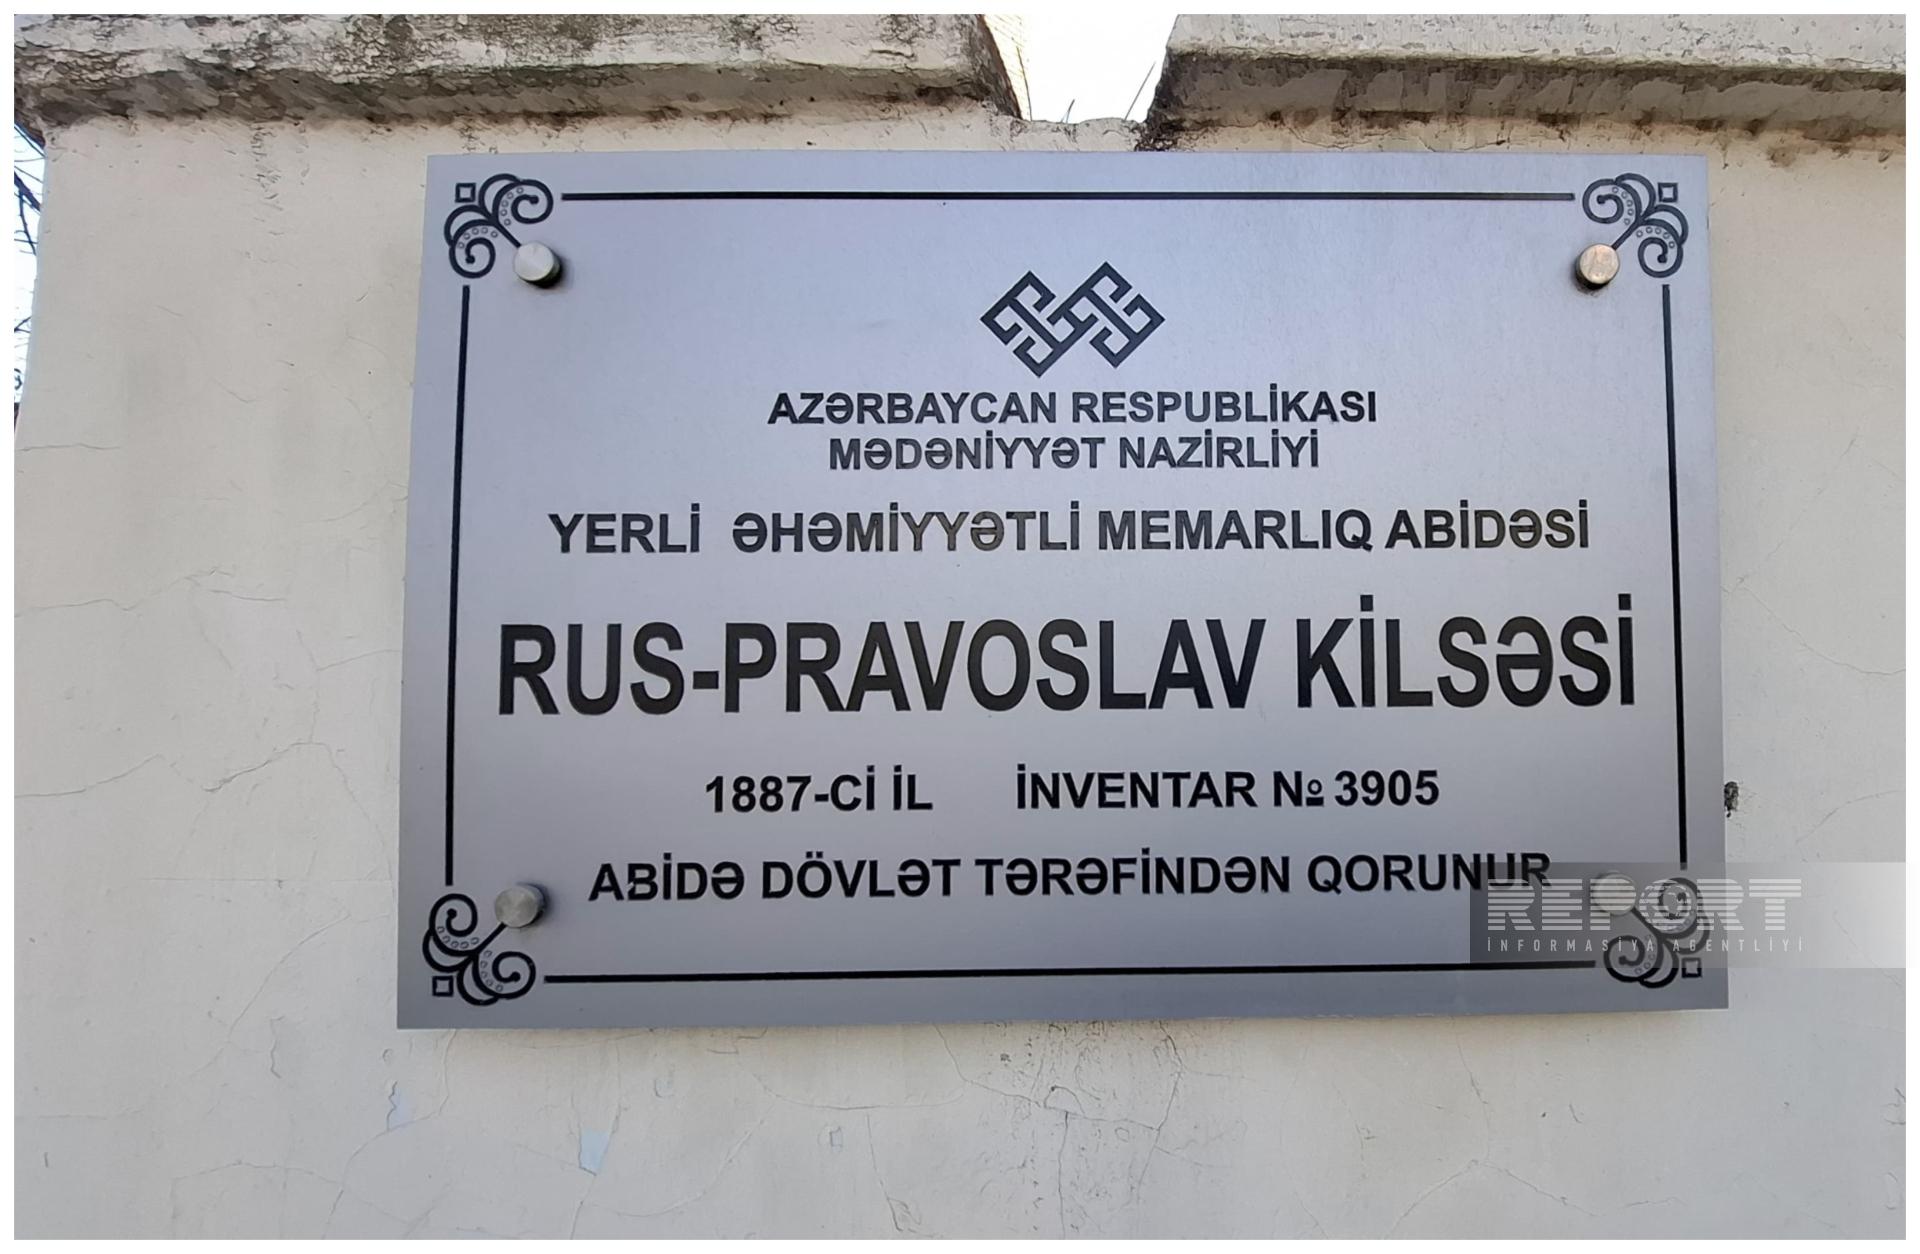 AZƏRBAYCAN RESPUBLİKASI
MƏDƏNİYYƏT NAZİRLİYİ
YERLİ ƏHƏMİYYƏTLİ MEMARLIQ ABİDƏSİ
RUS-PRAVOSLAV KİLSƏSİ
1887-Cİ İL İNVENTAR № 3905
ABİDƏ DÖVLƏT TƏRƏFİNDƏN QORUNUR
REPORT
İNFORMASİYA AGENTLİYİ